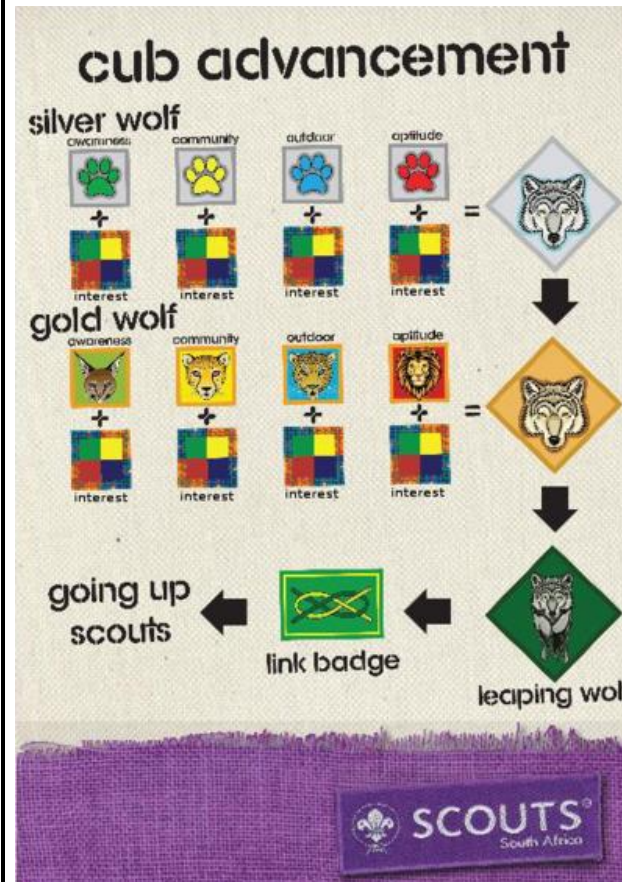 cub advancement
silver wolf
awareness community outdoor aptitude
+ + + + =
interest interest interest interest
gold wolf
awareness community outdoor aptitude
+ + + + =
interest interest interest interest
going up
scouts
link badge
leaping wol
SCOUTS®
South Africa